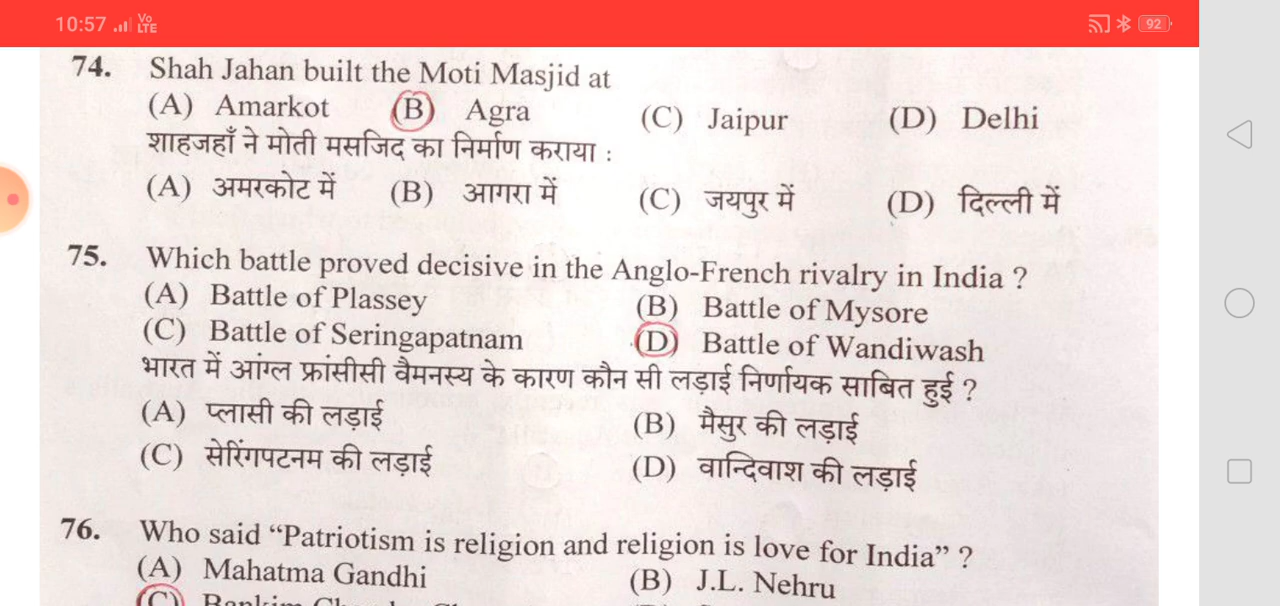 10:57 Vo LTE 92
74. Shah Jahan built the Moti Masjid at
(A) Amarkot (B) Agra (C) Jaipur (D) Delhi
शाहजहाँ ने मोती मसजिद का निर्माण कराया :
(A) अमरकोट में (B) आगरा में (C) जयपुर में (D) दिल्ली में
75. Which battle proved decisive in the Anglo-French rivalry in India ?
(A) Battle of Plassey (B) Battle of Mysore
(C) Battle of Seringapatnam (D) Battle of Wandiwash
भारत में आंग्ल फ्रांसीसी वैमनस्य के कारण कौन सी लड़ाई निर्णायक साबित हुई ?
(A) प्लासी की लड़ाई (B) मैसुर की लड़ाई
(C) सेरिंगपटनम की लड़ाई (D) वान्दिवाश की लड़ाई
76. Who said “Patriotism is religion and religion is love for India” ?
(A) Mahatma Gandhi (B) J.L. Nehru
(C)